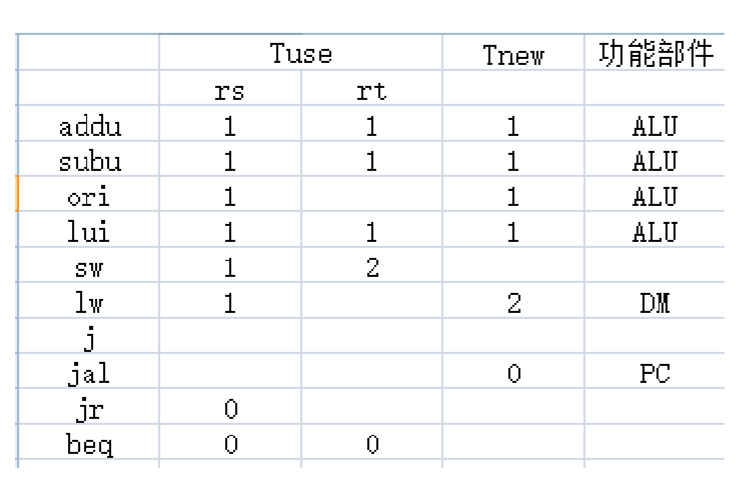 Tuse Tnew 功能部件
rs rt
addu 1 1 1 ALU
subu 1 1 1 ALU
ori 1 1 ALU
lui 1 1 1 ALU
sw 1 2
lw 1 2 DM
j
jal 0 PC
jr 0
beq 0 0